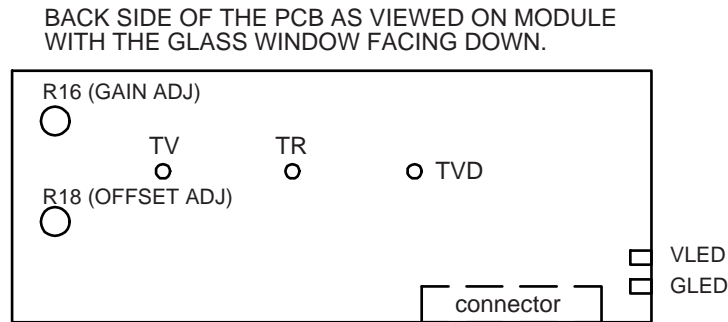 BACK SIDE OF THE PCB AS VIEWED ON MODULE
WITH THE GLASS WINDOW FACING DOWN.
R16 (GAIN ADJ)
TV
TR
TVD
R18 (OFFSET ADJ)
VLED
GLED
connector